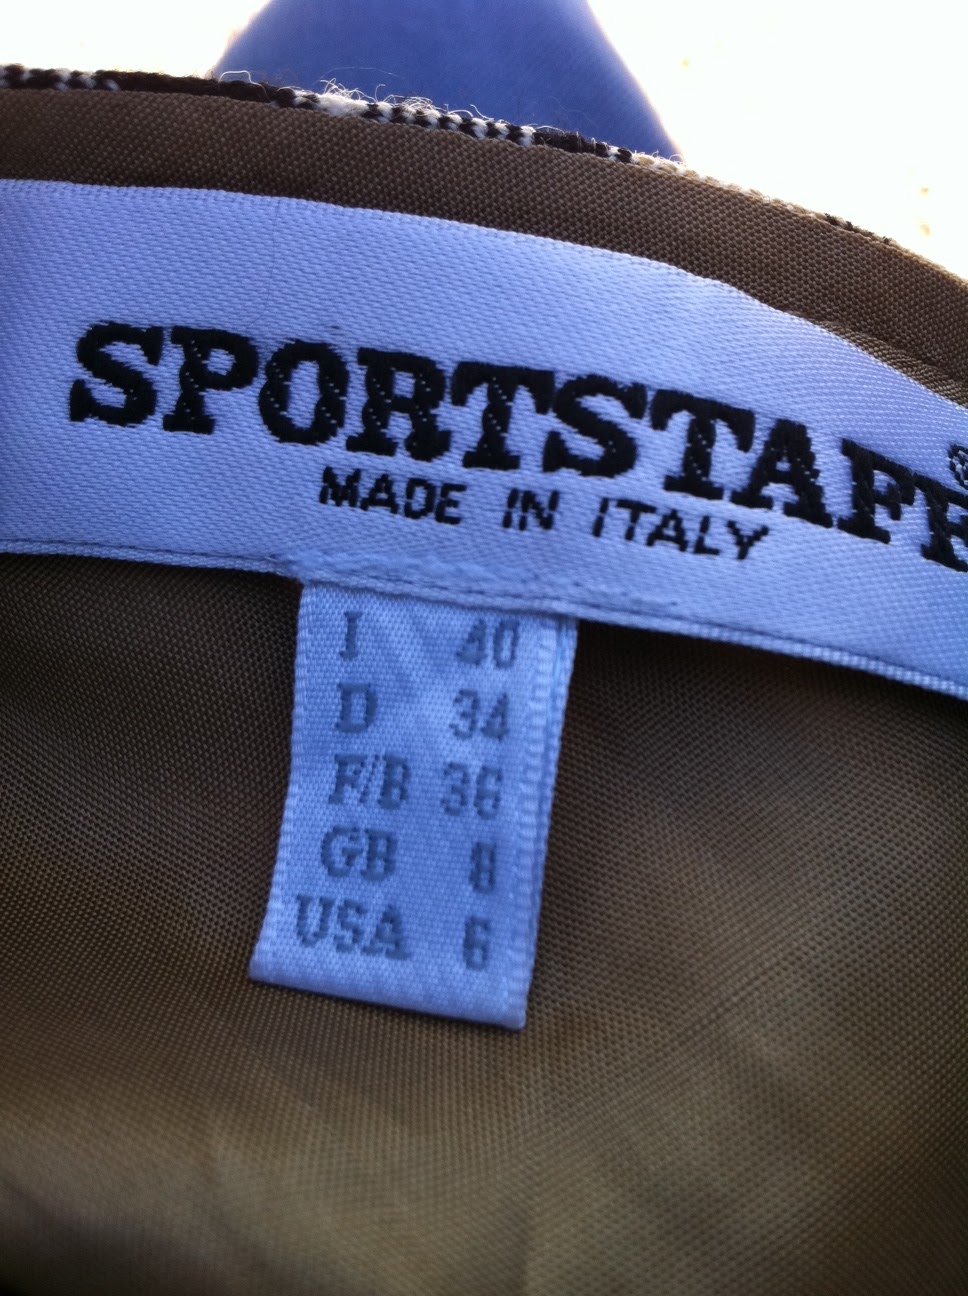 SPORTSTAFF®
MADE IN ITALY
I 40
D 34
F/B 36
GB 8
USA 6